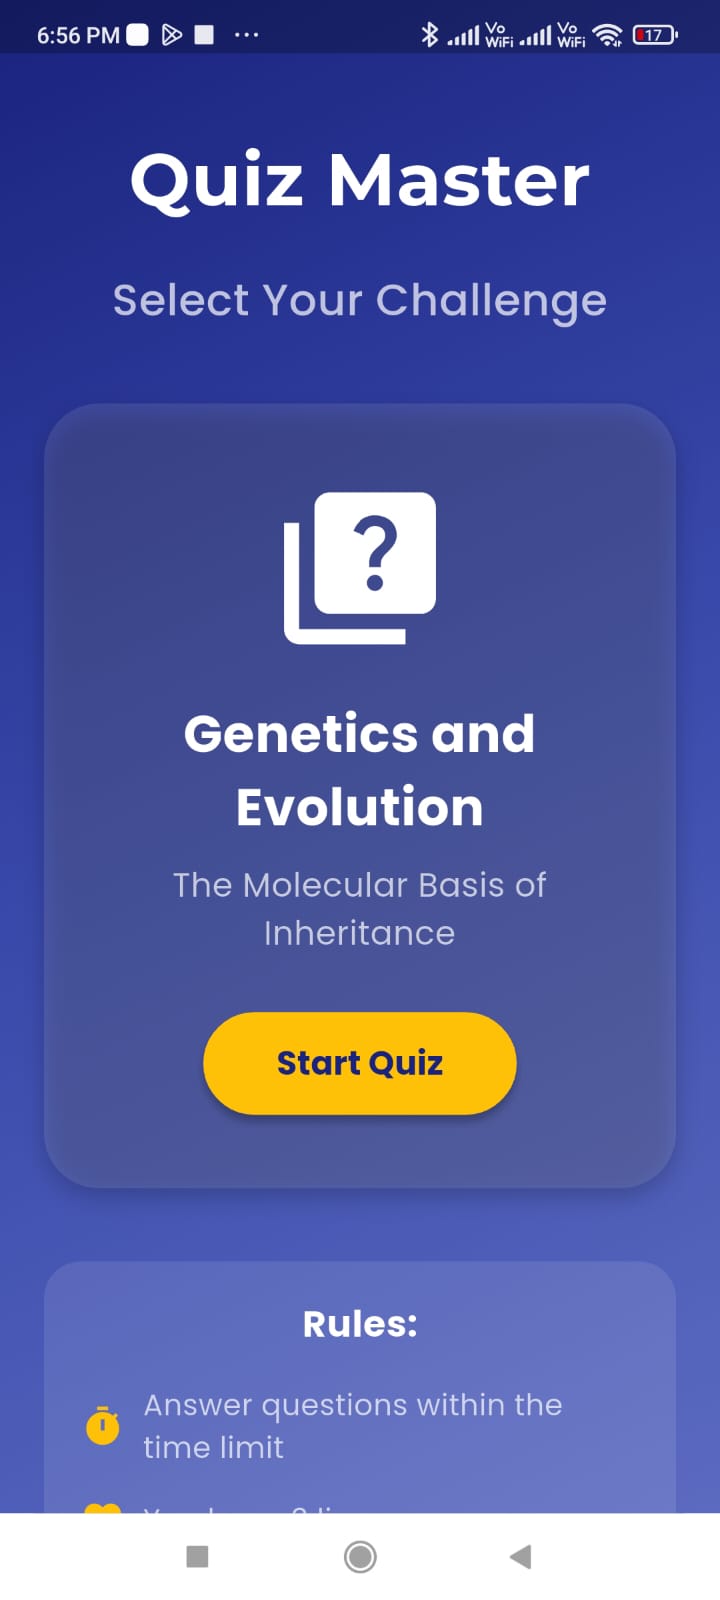 6:56 PM
Vo WiFi
Vo WiFi
17
Quiz Master
Select Your Challenge
?
Genetics and
Evolution
The Molecular Basis of
Inheritance
Start Quiz
Rules:
Answer questions within the
time limit